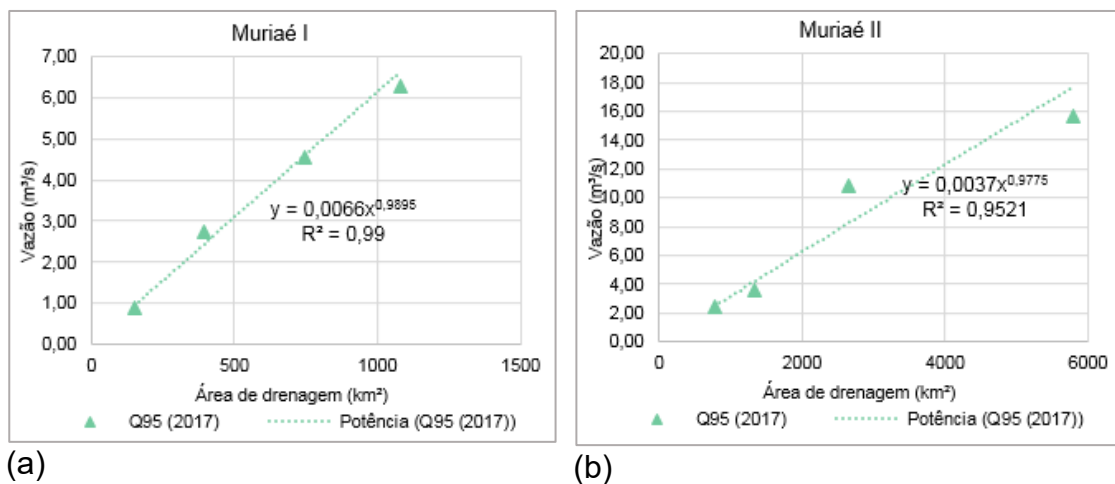 Muriaé I
7,00
6,00
5,00
4,00
3,00
2,00
1,00
0,00
Vazão (m³/s)
y = 0,0066x^0,9895
R² = 0,99
0 500 1000 1500
Área de drenagem (km²)
Q95 (2017) Potência (Q95 (2017))
(a)
Muriaé II
20,00
18,00
16,00
14,00
12,00
10,00
8,00
6,00
4,00
2,00
0,00
Vazão (m³/s)
y = 0,0037x^0,9775
R² = 0,9521
0 2000 4000 6000
Área de drenagem (km²)
Q95 (2017) Potência (Q95 (2017))
(b)